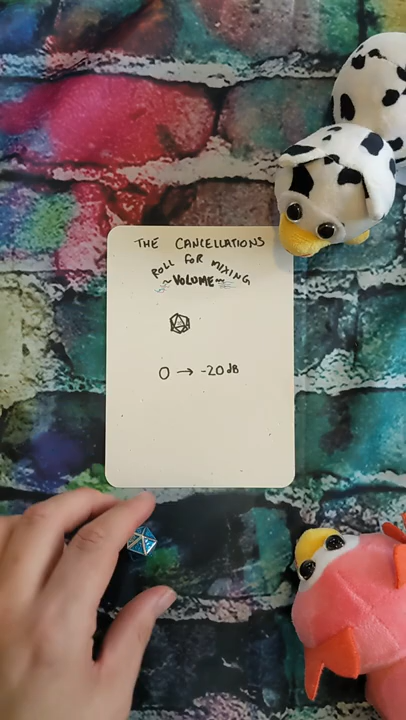 THE CANCELLATIONS
ROLL FOR MIXING
~VOLUME~
0 → -20dB